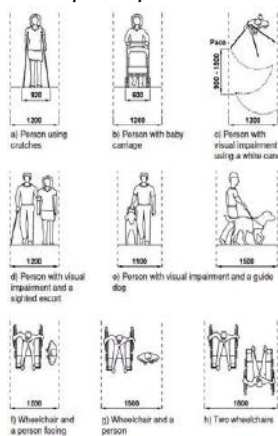 920
1200
a) Person using
crutches
600
1200
b) Person with baby
carriage
Pace
900 - 1500
1200
c) Person with
visual impairment
using a white cane
1200
d) Person with visual
impairment and a
sighted escort
1100
e) Person with visual impairment and a guide
dog
1500
f) Wheelchair and
a person facing
1500
g) Wheelchair and a
person
1800
h) Two wheelchairs